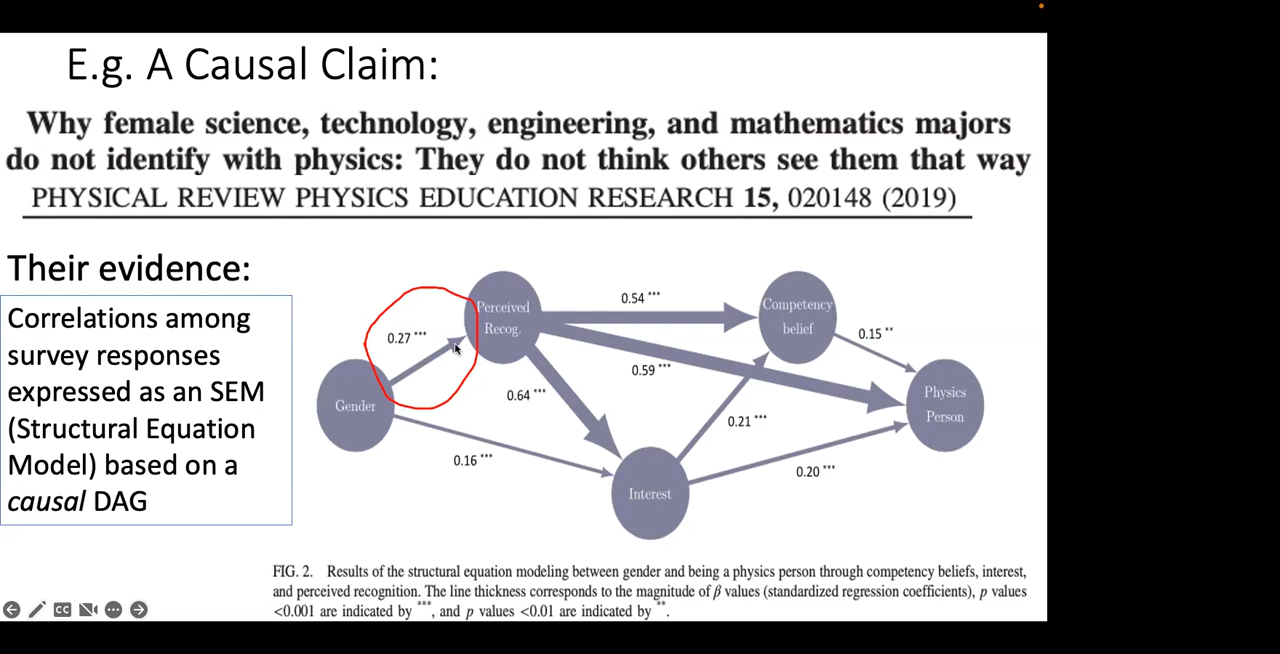 E.g. A Causal Claim:
Why female science, technology, engineering, and mathematics majors
do not identify with physics: They do not think others see them that way
PHYSICAL REVIEW PHYSICS EDUCATION RESEARCH 15, 020148 (2019)
Their evidence:
Correlations among
survey responses
expressed as an SEM
(Structural Equation
Model) based on a
causal DAG
Perceived
Recog.
0.54 ***
Competency
belief
0.27 ***
0.15 **
0.59 ***
Gender
0.64 ***
Physics
Person
0.21 ***
0.16 ***
0.20 ***
Interest
FIG. 2. Results of the structural equation modeling between gender and being a physics person through competency beliefs, interest,
and perceived recognition. The line thickness corresponds to the magnitude of β values (standardized regression coefficients), p values
<0.001 are indicated by ***, and p values <0.01 are indicated by **.
CC